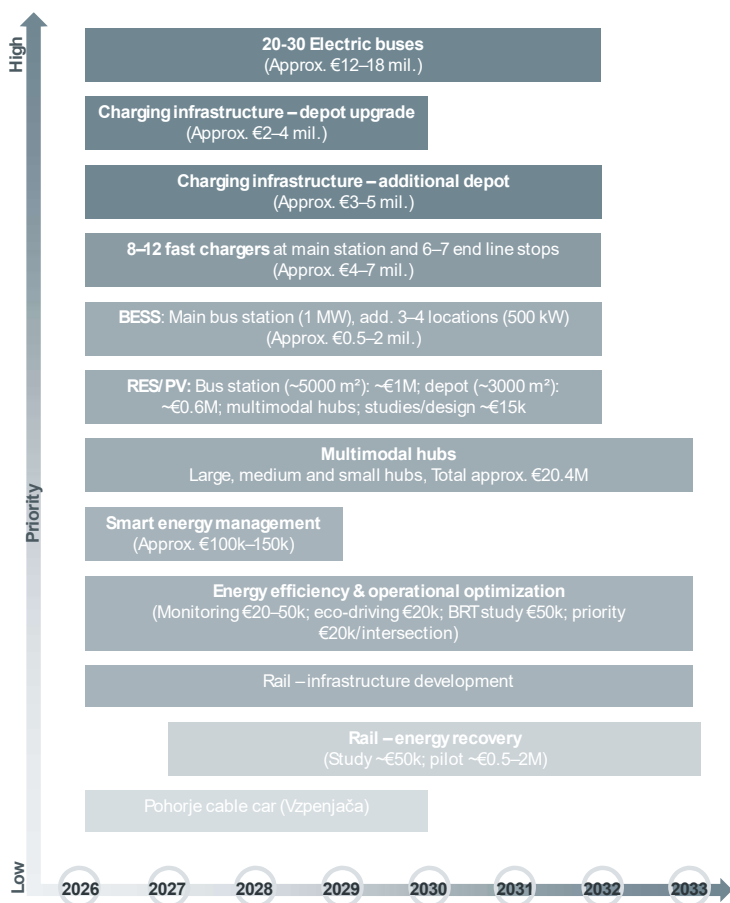 High
20-30 Electric buses
(Approx. €12–18 mil.)
Charging infrastructure – depot upgrade
(Approx. €2–4 mil.)
Charging infrastructure – additional depot
(Approx. €3–5 mil.)
8–12 fast chargers at main station and 6–7 end line stops
(Approx. €4–7 mil.)
BESS: Main bus station (1 MW), add. 3–4 locations (500 kW)
(Approx. €0.5–2 mil.)
RES/PV: Bus station (~5000 m²): ~€1M; depot (~3000 m²):
~€0.6M; multimodal hubs; studies/design ~€15k
Multimodal hubs
Large, medium and small hubs, Total approx. €20.4M
Priority
Smart energy management
(Approx. €100k–150k)
Energy efficiency & operational optimization
(Monitoring €20–50k; eco-driving €20k; BRT study €50k; priority
€20k/intersection)
Rail – infrastructure development
Rail – energy recovery
(Study ~€50k; pilot ~€0.5–2M)
Pohorje cable car (Vzpenjača)
Low
2026 2027 2028 2029 2030 2031 2032 2033